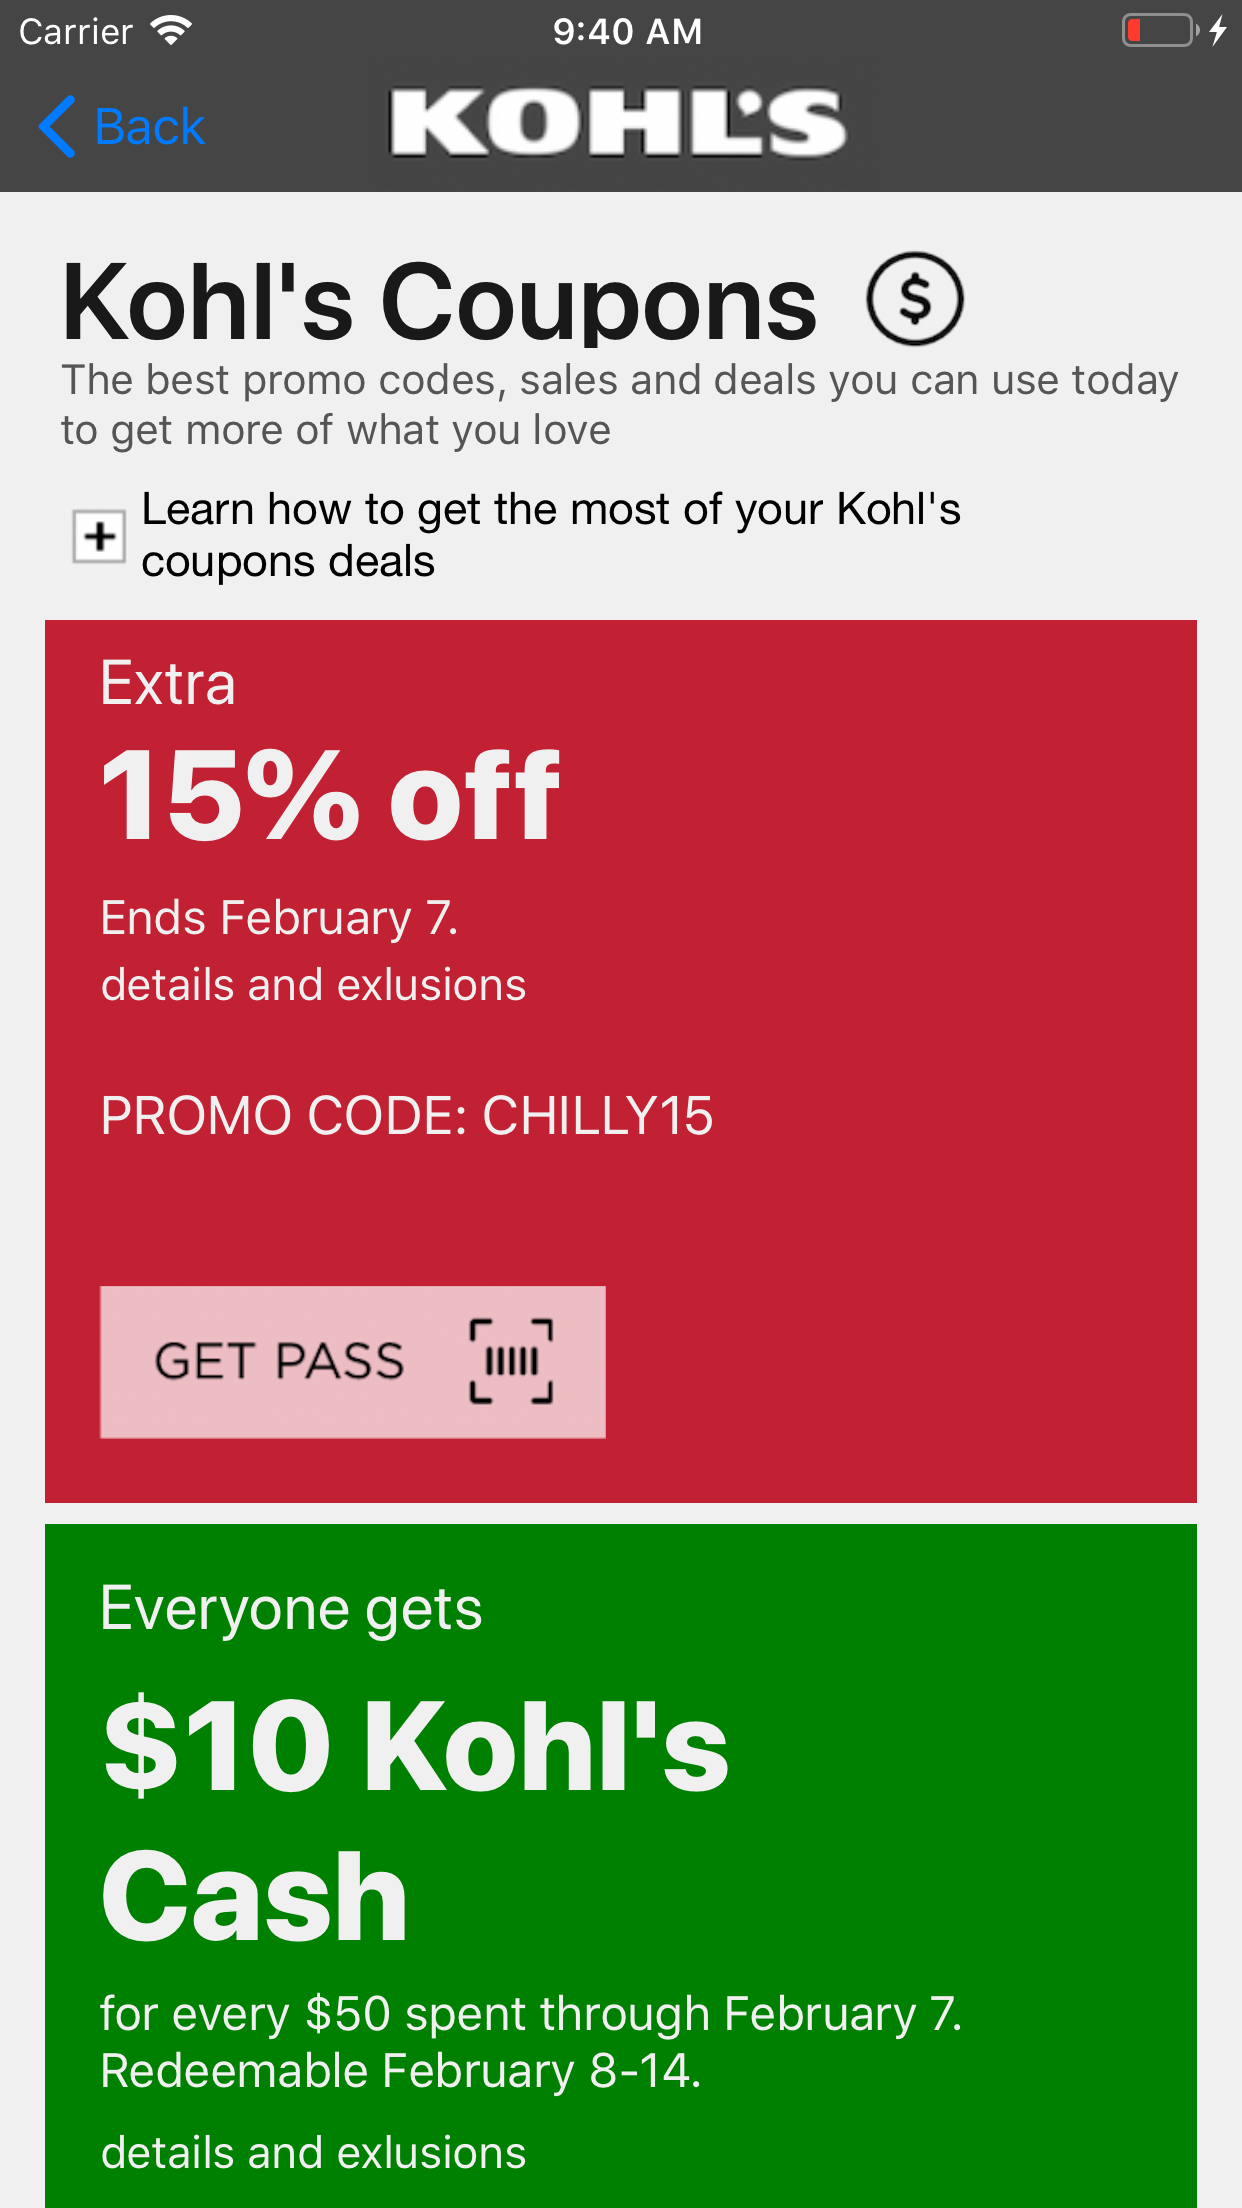 Carrier
9:40 AM
Back
KOHL'S
Kohl's Coupons
$
The best promo codes, sales and deals you can use today
to get more of what you love
+
Learn how to get the most of your Kohl's
coupons deals
Extra
15% off
Ends February 7.
details and exlusions
PROMO CODE: CHILLY15
GET PASS
Everyone gets
$10 Kohl's
Cash
for every $50 spent through February 7.
Redeemable February 8-14.
details and exlusions